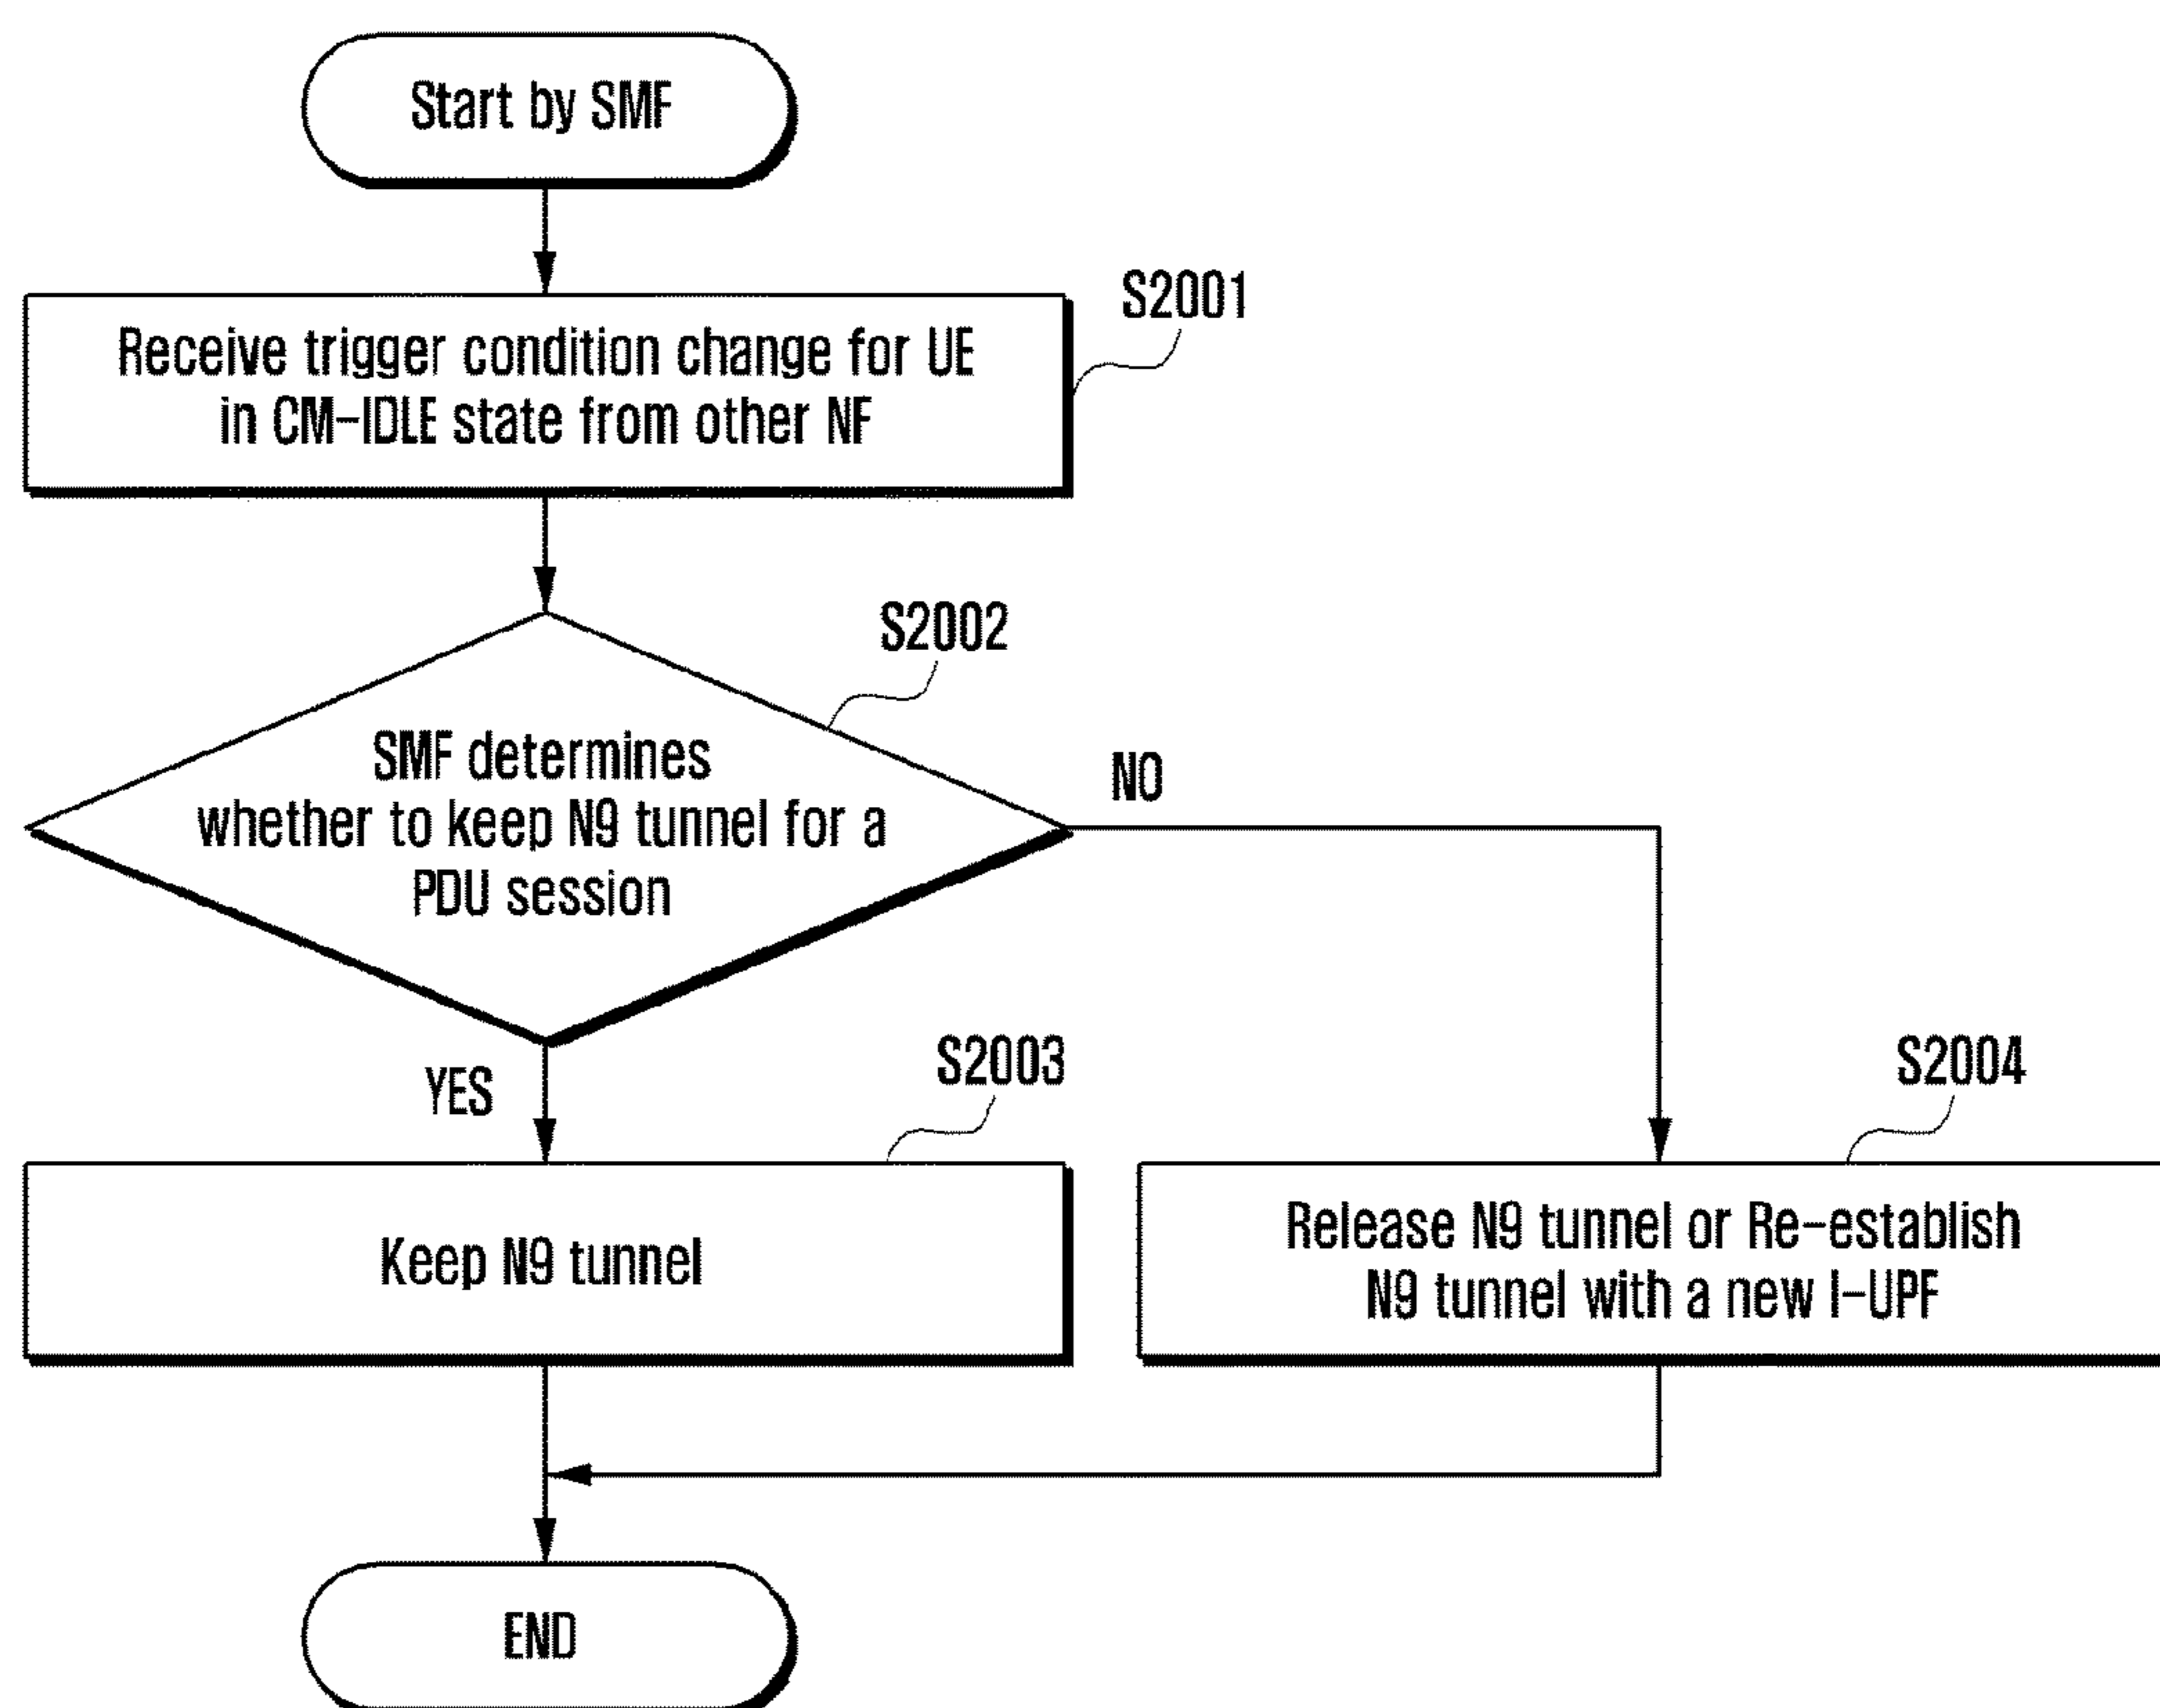 Start by SMF
S2001
Receive trigger condition change for UE
in CM-IDLE state from other NF
S2002
SMF determines
whether to keep N9 tunnel for a
PDU session
NO
YES
S2003
S2004
Keep N9 tunnel
Release N9 tunnel or Re-establish
N9 tunnel with a new I-UPF
END